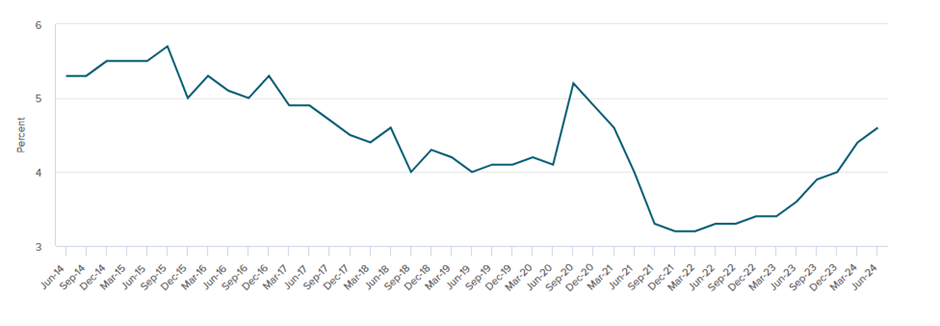 6
5
4
3
Percent
Jun-14
Sep-14
Dec-14
Mar-15
Jun-15
Sep-15
Dec-15
Mar-16
Jun-16
Sep-16
Dec-16
Mar-17
Jun-17
Sep-17
Dec-17
Mar-18
Jun-18
Sep-18
Dec-18
Mar-19
Jun-19
Sep-19
Dec-19
Mar-20
Jun-20
Sep-20
Dec-20
Mar-21
Jun-21
Sep-21
Dec-21
Mar-22
Jun-22
Sep-22
Dec-22
Mar-23
Jun-23
Sep-23
Dec-23
Mar-24
Jun-24